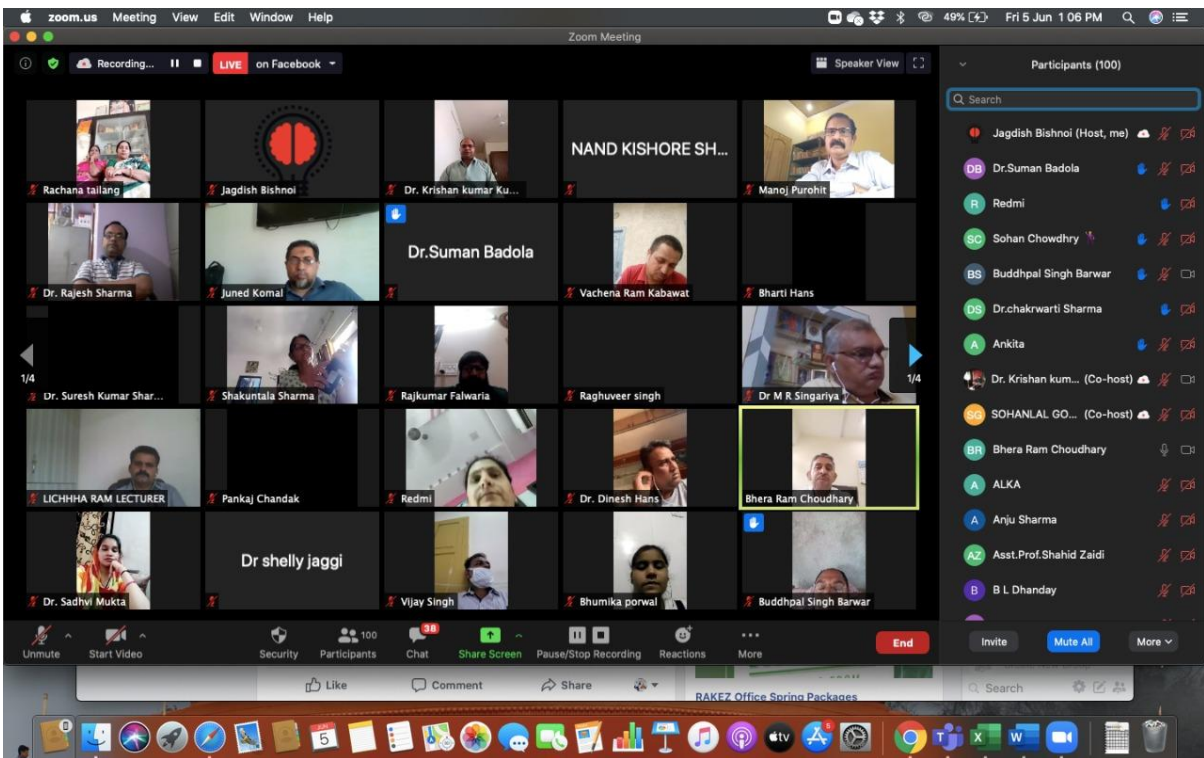 zoom.us Meeting View Edit Window Help 49% Fri 5 Jun 1 06 PM
Zoom Meeting
Recording... LIVE on Facebook Speaker View
Participants (100)
Search
Rachana tailang
Jagdish Bishnoi
Dr. Krishan kumar Ku...
NAND KISHORE SH...
Manoj Purohit
Dr. Rajesh Sharma
Juned Komal
Dr.Suman Badola
Vachena Ram Kabawat
Bharti Hans
1/4
Dr. Suresh Kumar Shar...
Shakuntala Sharma
Rajkumar Falwaria
Raghuveer singh
Dr M R Singariya
1/4
LICHHHA RAM LECTURER
Pankaj Chandak
Redmi
Dr. Dinesh Hans
Bhera Ram Choudhary
Dr. Sadhvi Mukta
Dr shelly jaggi
Vijay Singh
Bhumika porwal
Buddhpal Singh Barwar
Jagdish Bishnoi (Host, me)
DB Dr.Suman Badola
R Redmi
SC Sohan Chowdhry
BS Buddhpal Singh Barwar
DS Dr.chakrwarti Sharma
A Ankita
Dr. Krishan kum... (Co-host)
SG SOHANLAL GO... (Co-host)
BR Bhera Ram Choudhary
A ALKA
A Anju Sharma
AZ Asst.Prof.Shahid Zaidi
B B L Dhanday
Unmute Start Video Security Participants 100 Chat 38 Share Screen Pause/Stop Recording Reactions More End
Invite Mute All More
Like Comment Share
RAKEZ Office Spring Packages
Search
JUN
5
tv
5
T
X
W